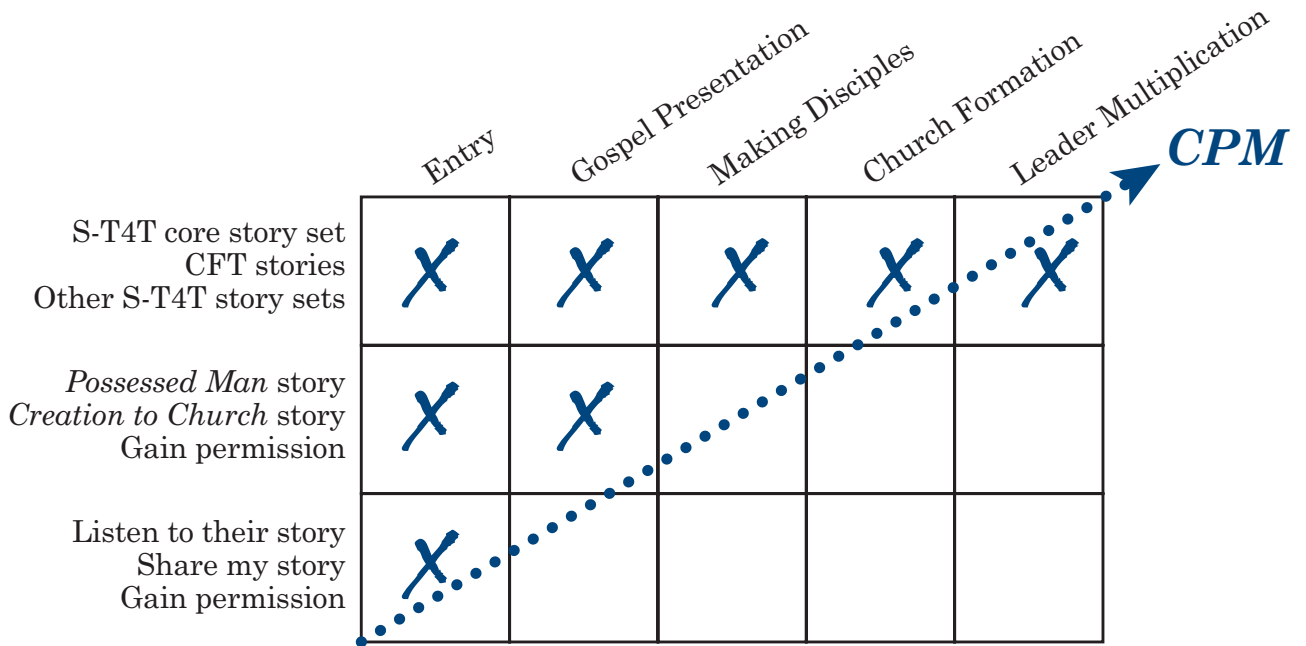 Entry
Gospel Presentation
Making Disciples
Church Formation
Leader Multiplication
CPM
S-T4T core story set
CFT stories
Other S-T4T story sets
Possessed Man story
Creation to Church story
Gain permission
Listen to their story
Share my story
Gain permission